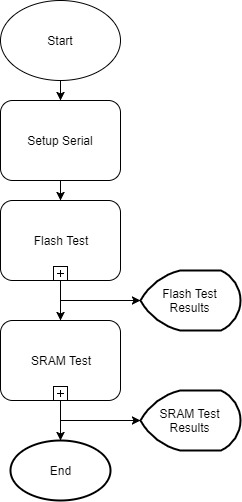 Start
Setup Serial
Flash Test
Flash Test
Results
SRAM Test
SRAM Test
Results
End